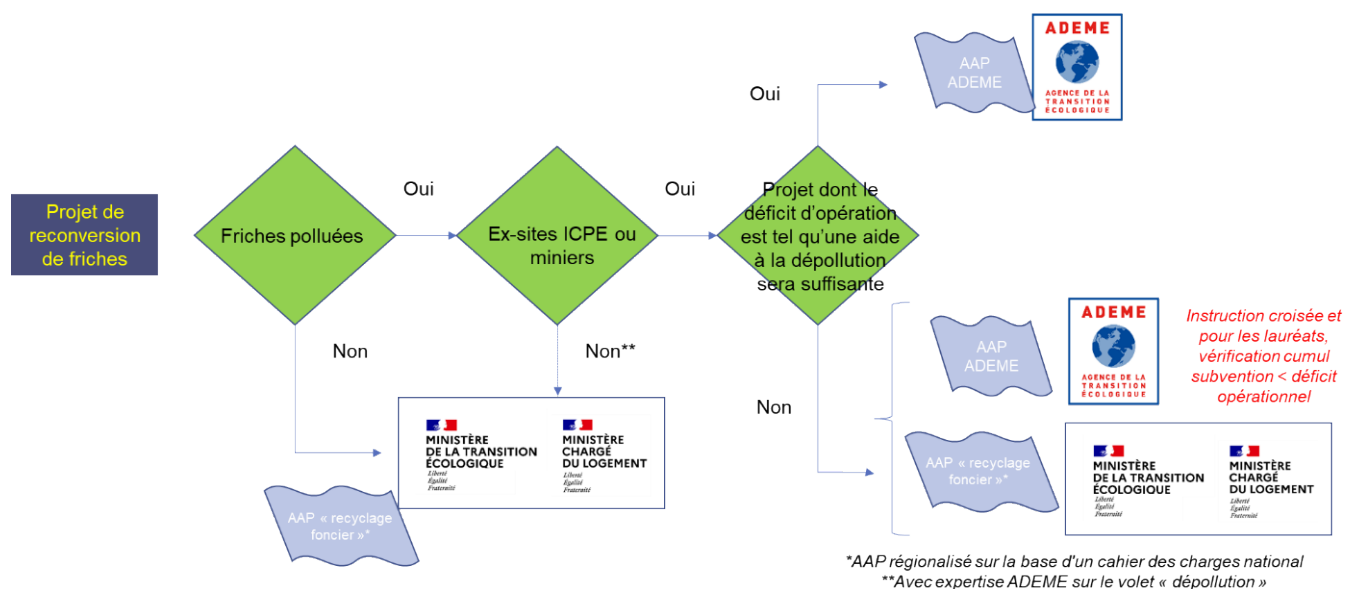 Projet de
reconversion
de friches
Friches polluées
Oui
Non
Ex-sites ICPE ou
miniers
Oui
Non**
Projet dont le
déficit d'opération
est tel qu'une aide
à la dépollution
sera suffisante
Oui
Non
AAP
ADEME
ADEME
AGENCE DE LA
TRANSITION
ÉCOLOGIQUE
AAP « recyclage
foncier »*
MINISTÈRE
DE LA TRANSITION
ÉCOLOGIQUE
Liberté
Égalité
Fraternité
MINISTÈRE
CHARGÉ
DU LOGEMENT
Liberté
Égalité
Fraternité
AAP
ADEME
ADEME
AGENCE DE LA
TRANSITION
ÉCOLOGIQUE
Instruction croisée et
pour les lauréats,
vérification cumul
subvention < déficit
opérationnel
AAP « recyclage
foncier »*
MINISTÈRE
DE LA TRANSITION
ÉCOLOGIQUE
Liberté
Égalité
Fraternité
MINISTÈRE
CHARGÉ
DU LOGEMENT
Liberté
Égalité
Fraternité
*AAP régionalisé sur la base d'un cahier des charges national
**Avec expertise ADEME sur le volet « dépollution »